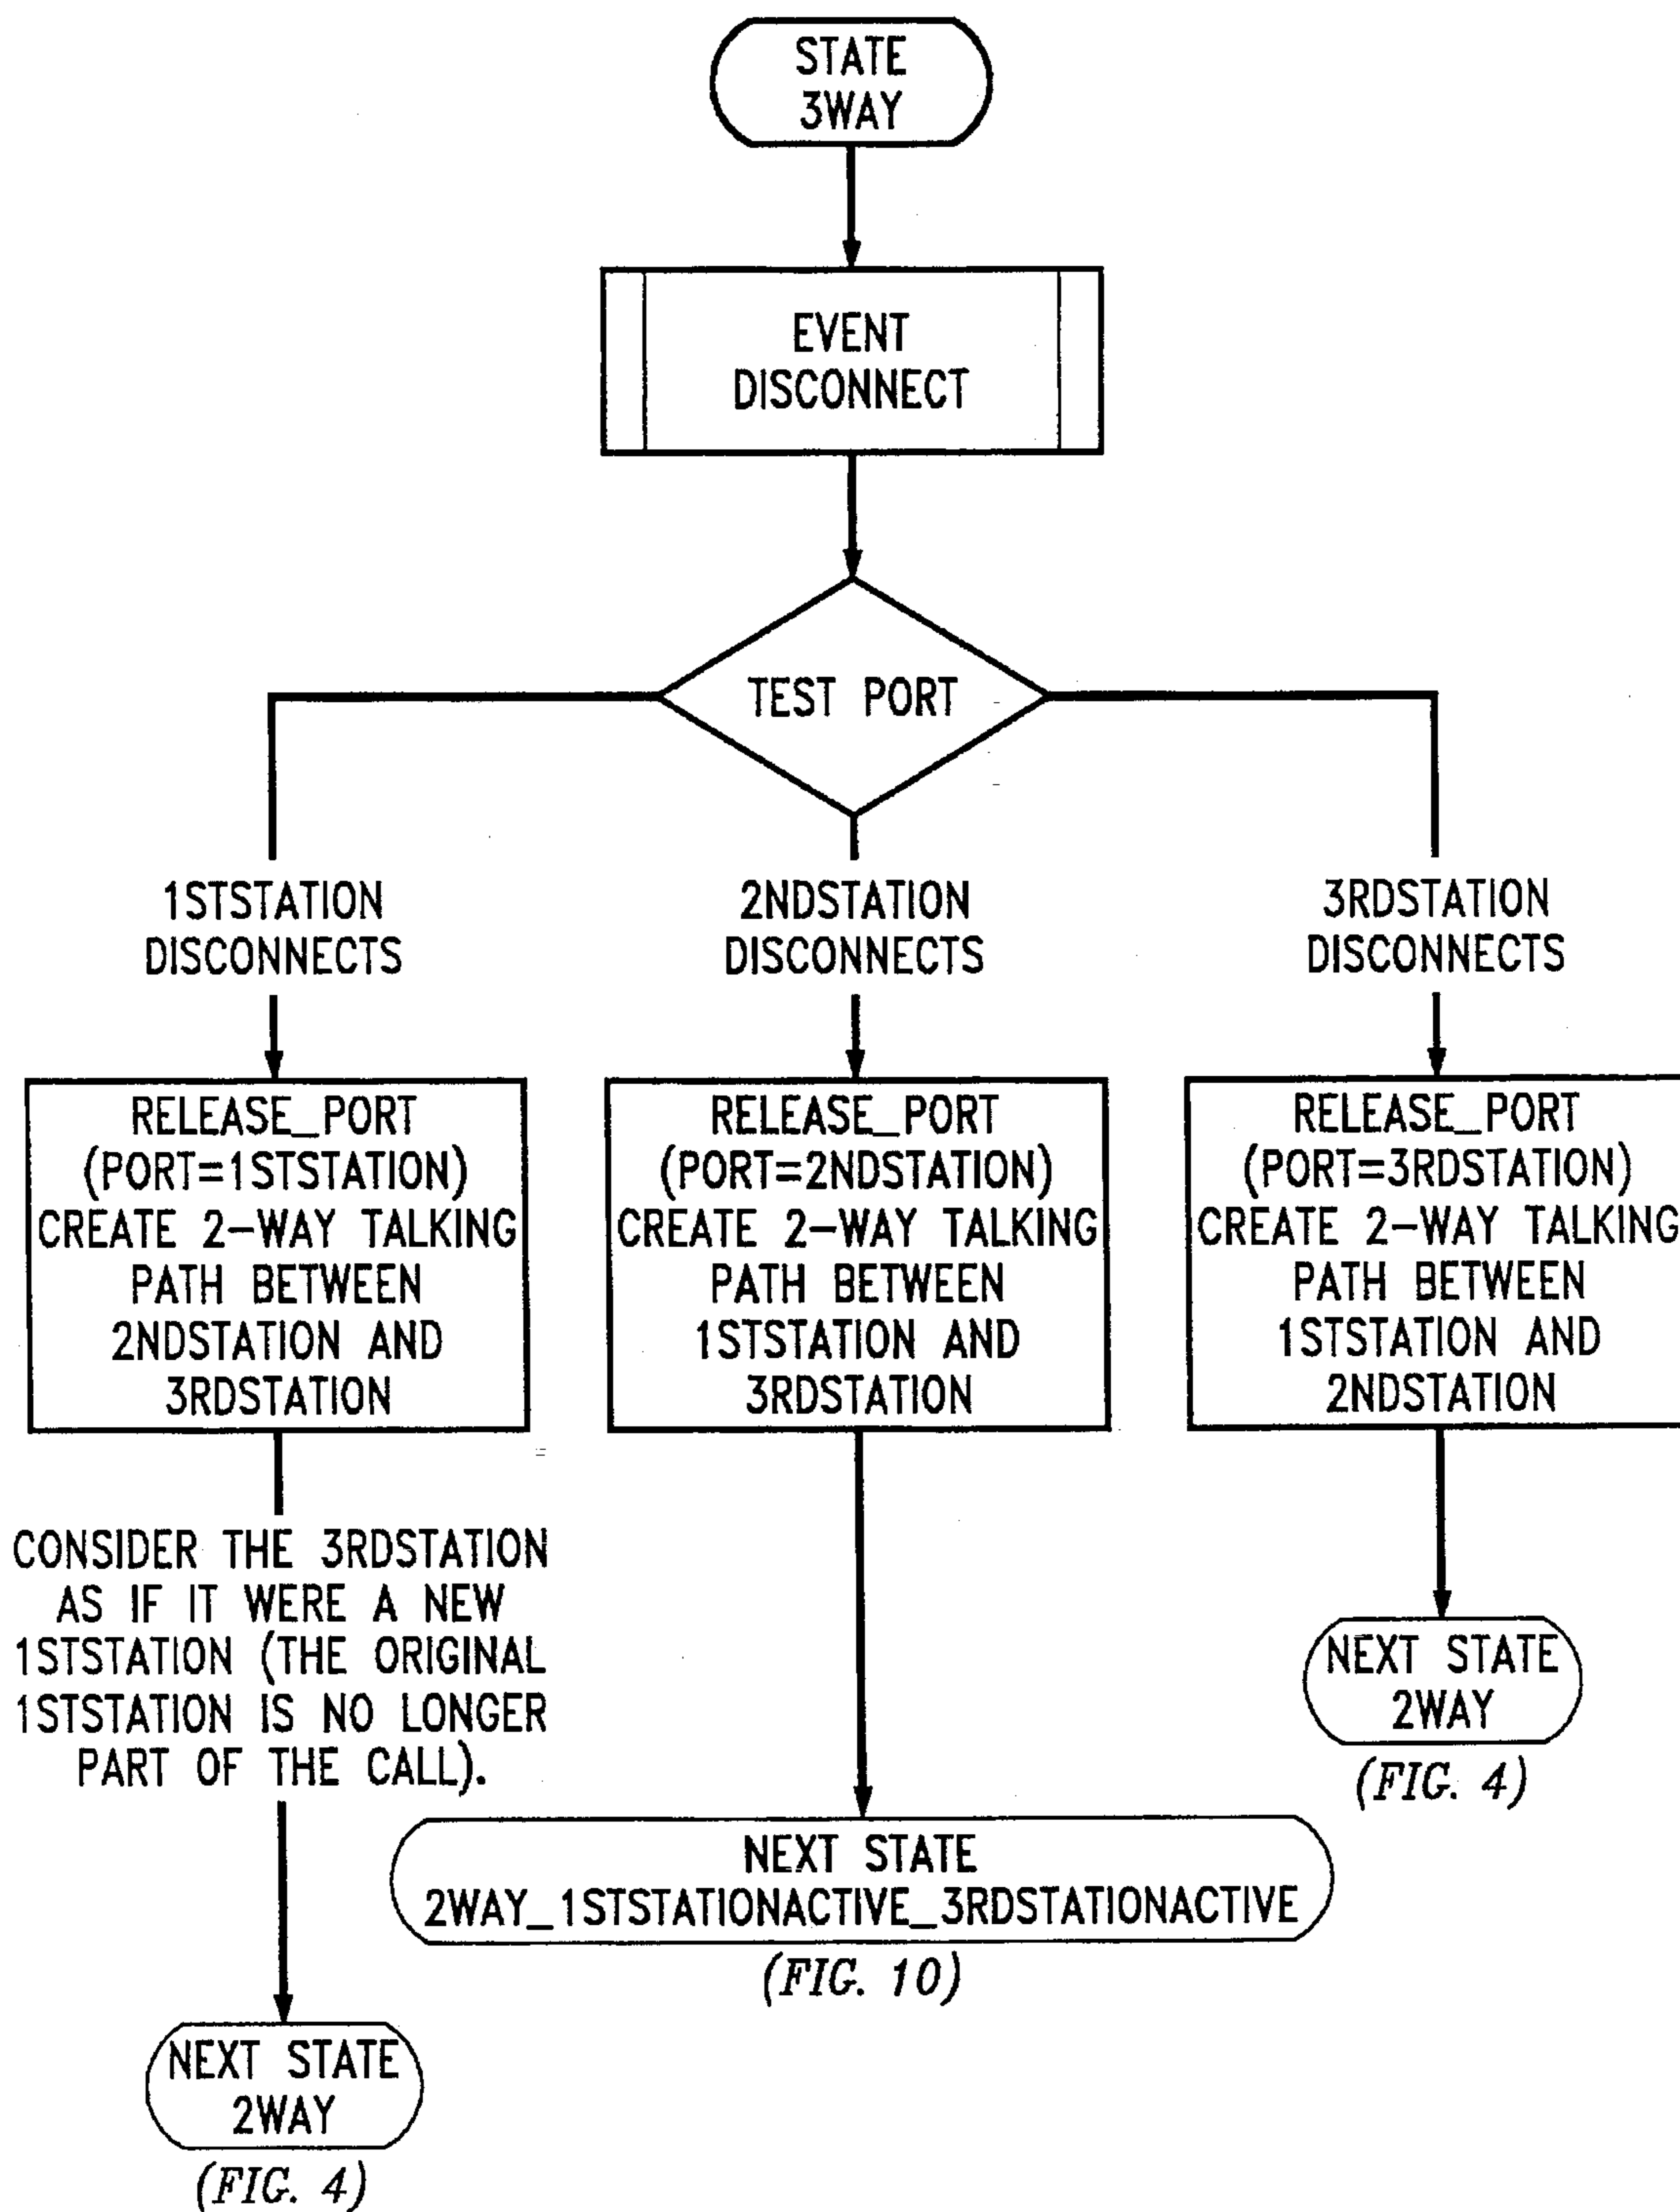 STATE
3WAY
EVENT
DISCONNECT
TEST PORT
1STSTATION
DISCONNECTS
2NDSTATION
DISCONNECTS
3RDSTATION
DISCONNECTS
RELEASE_PORT
(PORT=1STSTATION)
CREATE 2-WAY TALKING
PATH BETWEEN
2NDSTATION AND
3RDSTATION
RELEASE_PORT
(PORT=2NDSTATION)
CREATE 2-WAY TALKING
PATH BETWEEN
1STSTATION AND
3RDSTATION
RELEASE_PORT
(PORT=3RDSTATION)
CREATE 2-WAY TALKING
PATH BETWEEN
1STSTATION AND
2NDSTATION
CONSIDER THE 3RDSTATION
AS IF IT WERE A NEW
1STSTATION (THE ORIGINAL
1STSTATION IS NO LONGER
PART OF THE CALL).
NEXT STATE
2WAY
(FIG. 4)
NEXT STATE
2WAY_1STSTATIONACTIVE_3RDSTATIONACTIVE
(FIG. 10)
NEXT STATE
2WAY
(FIG. 4)